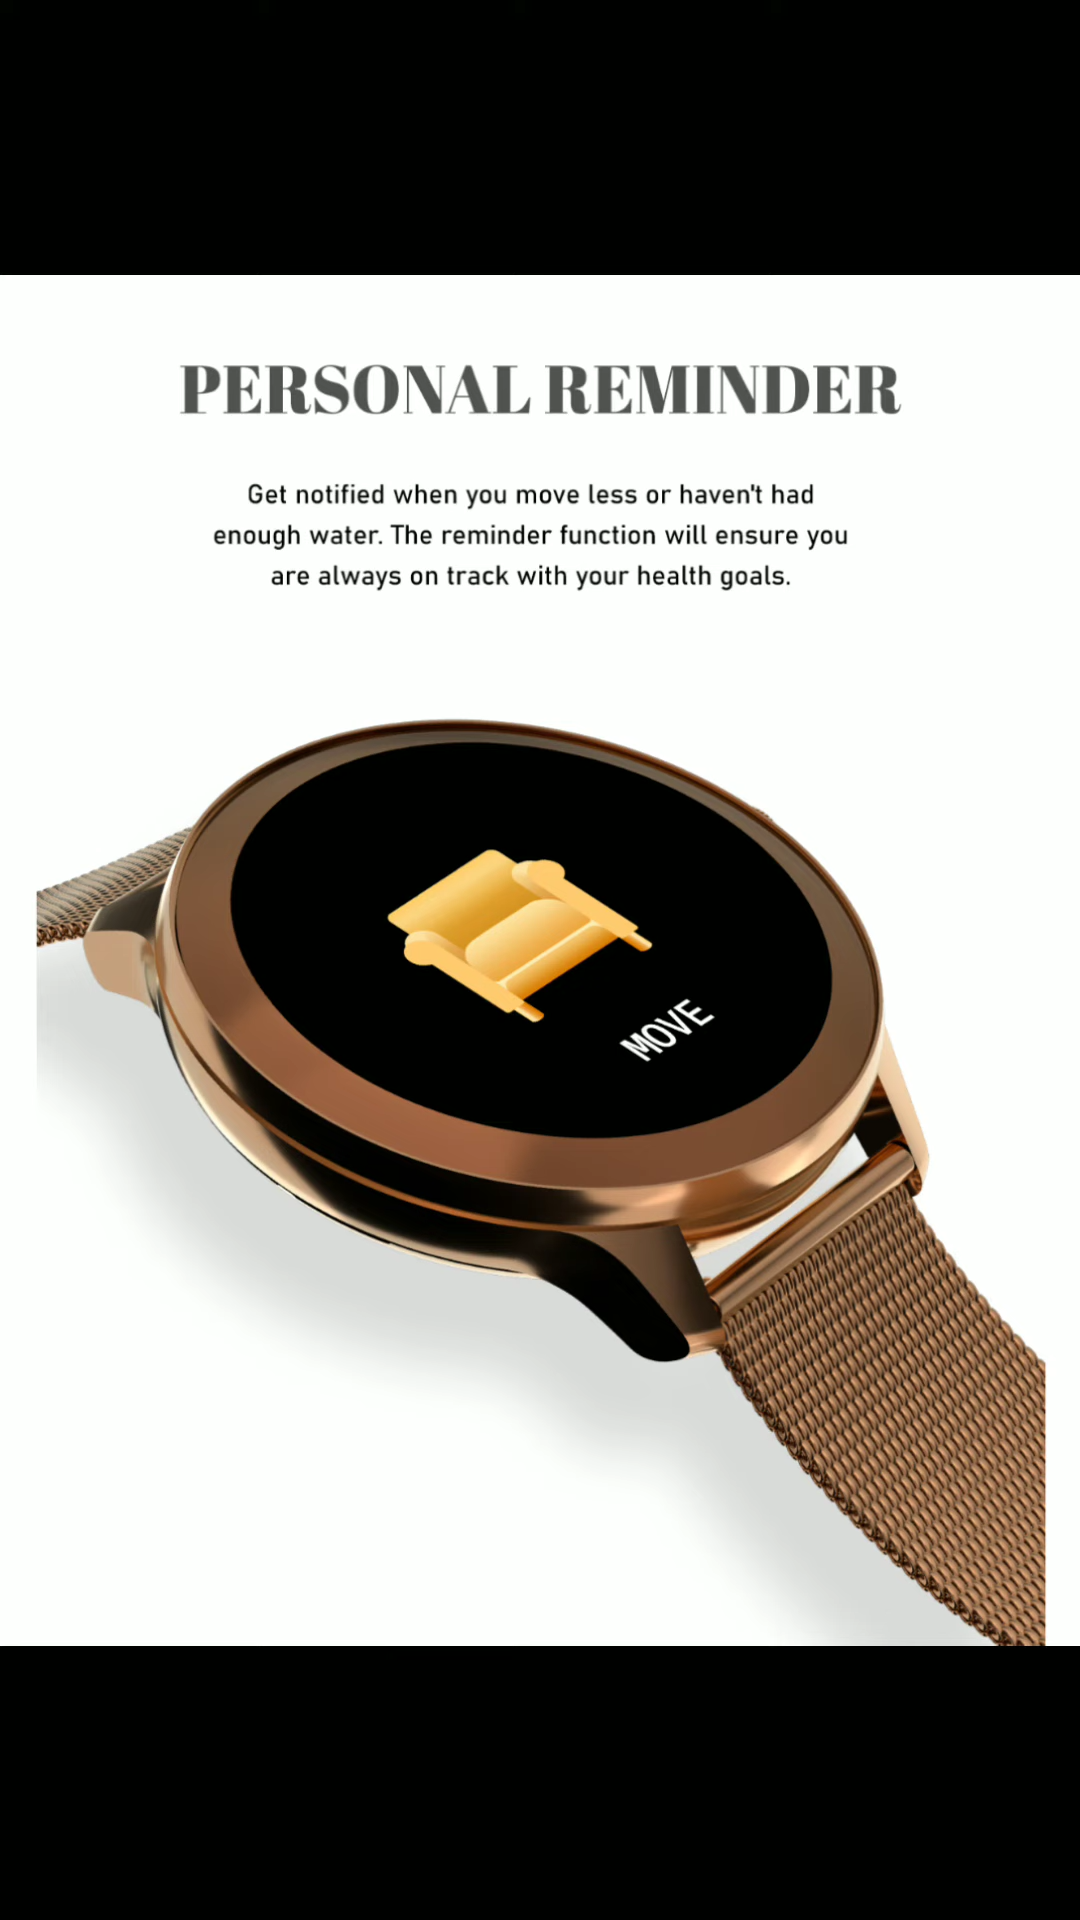 PERSONAL REMINDER
Get notified when you move less or haven't had
enough water. The reminder function will ensure you
are always on track with your health goals.
MOVE